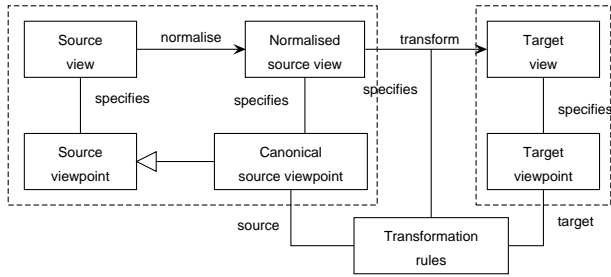 Source
view
normalise
Normalised
source view
transform
Target
view
specifies
specifies
specifies
specifies
Source
viewpoint
Canonical
source viewpoint
Target
viewpoint
source
Transformation
rules
target